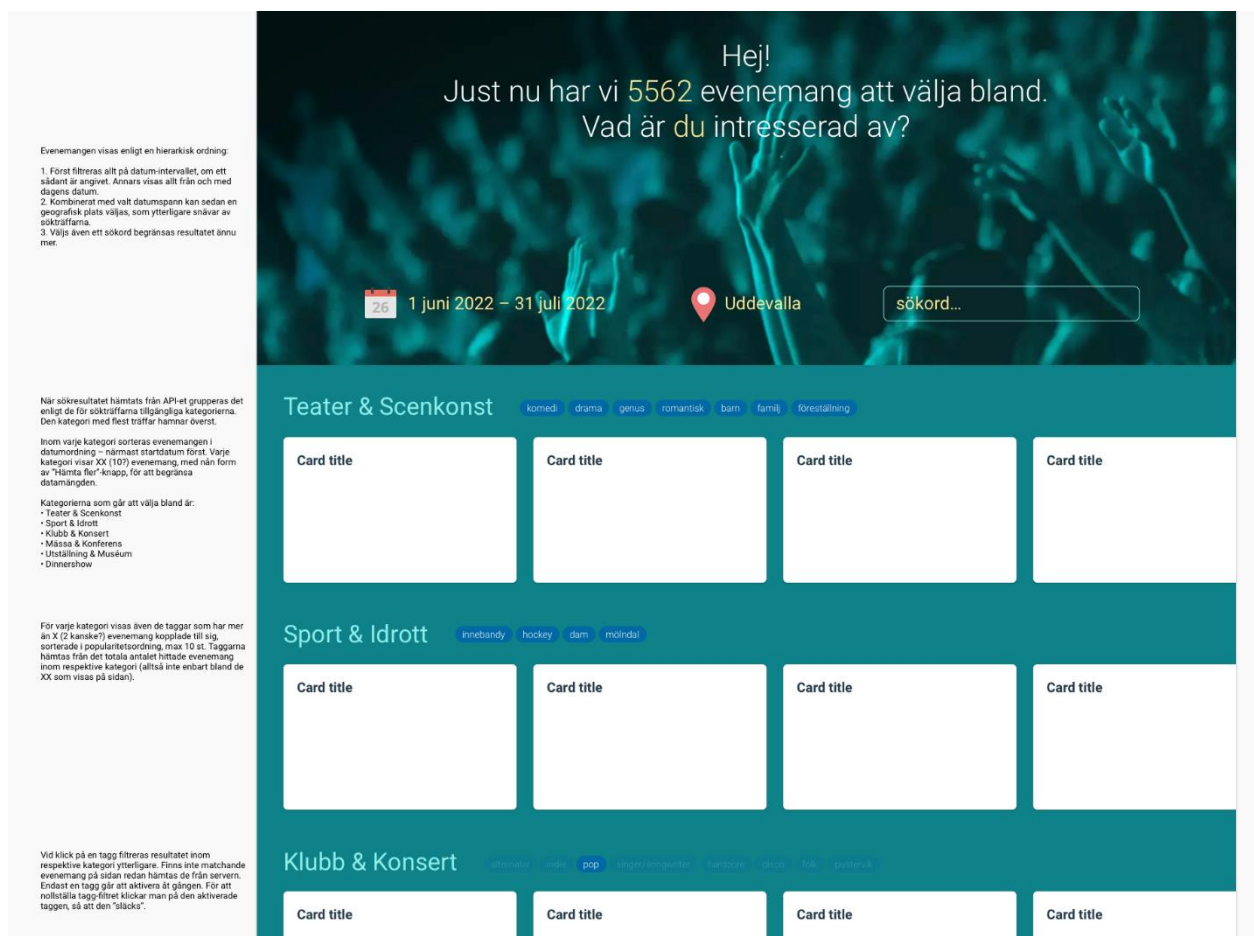 Hej!
Just nu har vi 5562 evenemang att välja bland.
Vad är du intresserad av?
Evenemangen visas enligt en hierarkisk ordning:
1. Först filtreras allt på datum-intervallet, om ett
sådant är angivet. Annars visas allt från och med
dagens datum.
2. Kombinerat med valt datumspann kan sedan en
geografisk plats väljas, som ytterligare snävar av
sökträffarna.
3. Väljs även ett sökord begränsas resultatet ännu
mer.
26
1 juni 2022 – 31 juli 2022
Uddevalla
sökord...
När sökresultatet hämtats från API-et grupperas det
enligt de för sökträffarna tillgängliga kategorierna.
Den kategori med flest träffar hamnar överst.
Inom varje kategori sorteras evenemangen i
datumordning – närmast startdatum först. Varje
kategori visar XX (10?) evenemang, med nån form
av "Hämta fler"-knapp, för att begränsa
datamängden.
Kategorierna som går att välja bland är:
• Teater & Scenkonst
• Sport & Idrott
• Klubb & Konsert
• Mässa & Konferens
• Utställning & Muséum
• Dinnershow
Teater & Scenkonst komedi drama genus romantisk barn familj föreställning
Card title Card title Card title Card title
För varje kategori visas även de taggar som har mer
än X (2 kanske?) evenemang kopplade till sig,
sorterade i popularitetsordning, max 10 st. Taggarna
hämtas från det totala antalet hittade evenemang
inom respektive kategori (alltså inte enbart bland de
XX som visas på sidan).
Sport & Idrott innebandy hockey dam mölndal
Card title Card title Card title Card title
Vid klick på en tagg filtreras resultatet inom
respektive kategori ytterligare. Finns inte matchande
evenemang på sidan redan hämtas de från servern.
Endast en tagg går att aktivera åt gången. För att
nollställa tagg-filtret klickar man på den aktiverade
taggen, så att den "släcks".
Klubb & Konsert alternativ indie pop singer/songwriter hardcore disco folk pustervik
Card title Card title Card title Card title